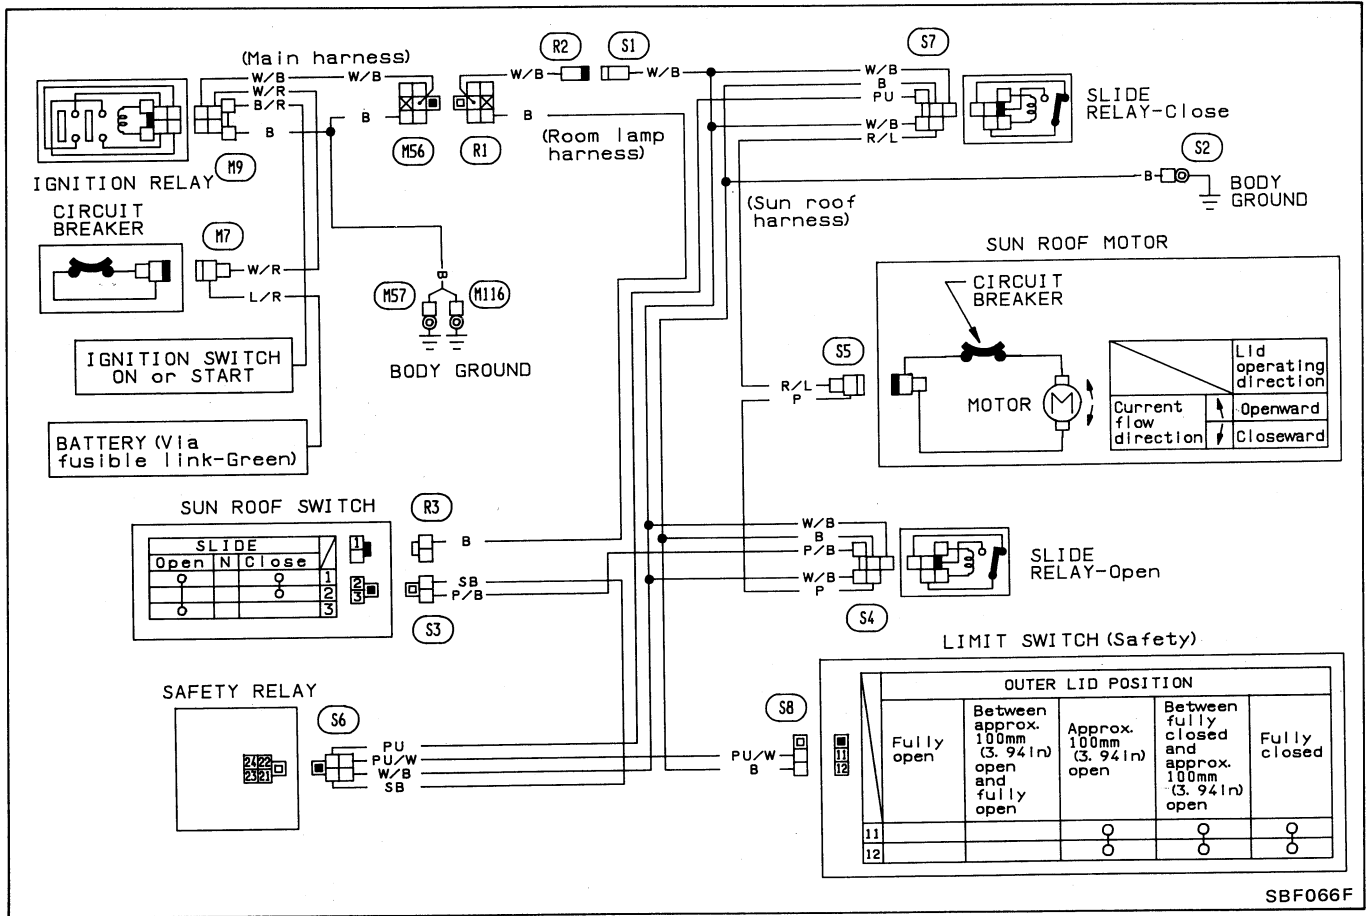 (Main harness)
W/B
W/B
W/R
B/R
B
B
M9
M56
IGNITION RELAY
R2
S1
W/B
W/B
B
R1
(Room lamp
harness)
S7
W/B
B
PU
W/B
R/L
SLIDE
RELAY-Close
S2
B
BODY
GROUND
(Sun roof
harness)
CIRCUIT
BREAKER
M7
W/R
L/R
B
M57
M116
BODY GROUND
IGNITION SWITCH
ON or START
BATTERY (Via
fusible link-Green)
SUN ROOF MOTOR
CIRCUIT
BREAKER
S5
R/L
P
MOTOR
M
Lid
operating
direction
Current
flow
direction
Openward
Closeward
SUN ROOF SWITCH
SLIDE
Open N Close
1
2
3
1
2
3
R3
B
SB
P/B
S3
W/B
B
P/B
W/B
P
S4
SLIDE
RELAY-Open
SAFETY RELAY
24 22
23 21
S6
PU
PU/W
W/B
SB
LIMIT SWITCH (Safety)
S8
PU/W
B
11
12
OUTER LID POSITION
Fully
open
Between
approx.
100mm
(3.94in)
open
and
fully
open
Approx.
100mm
(3.94in)
open
Between
fully
closed
and
approx.
100mm
(3.94in)
open
Fully
closed
11
12
SBF066F